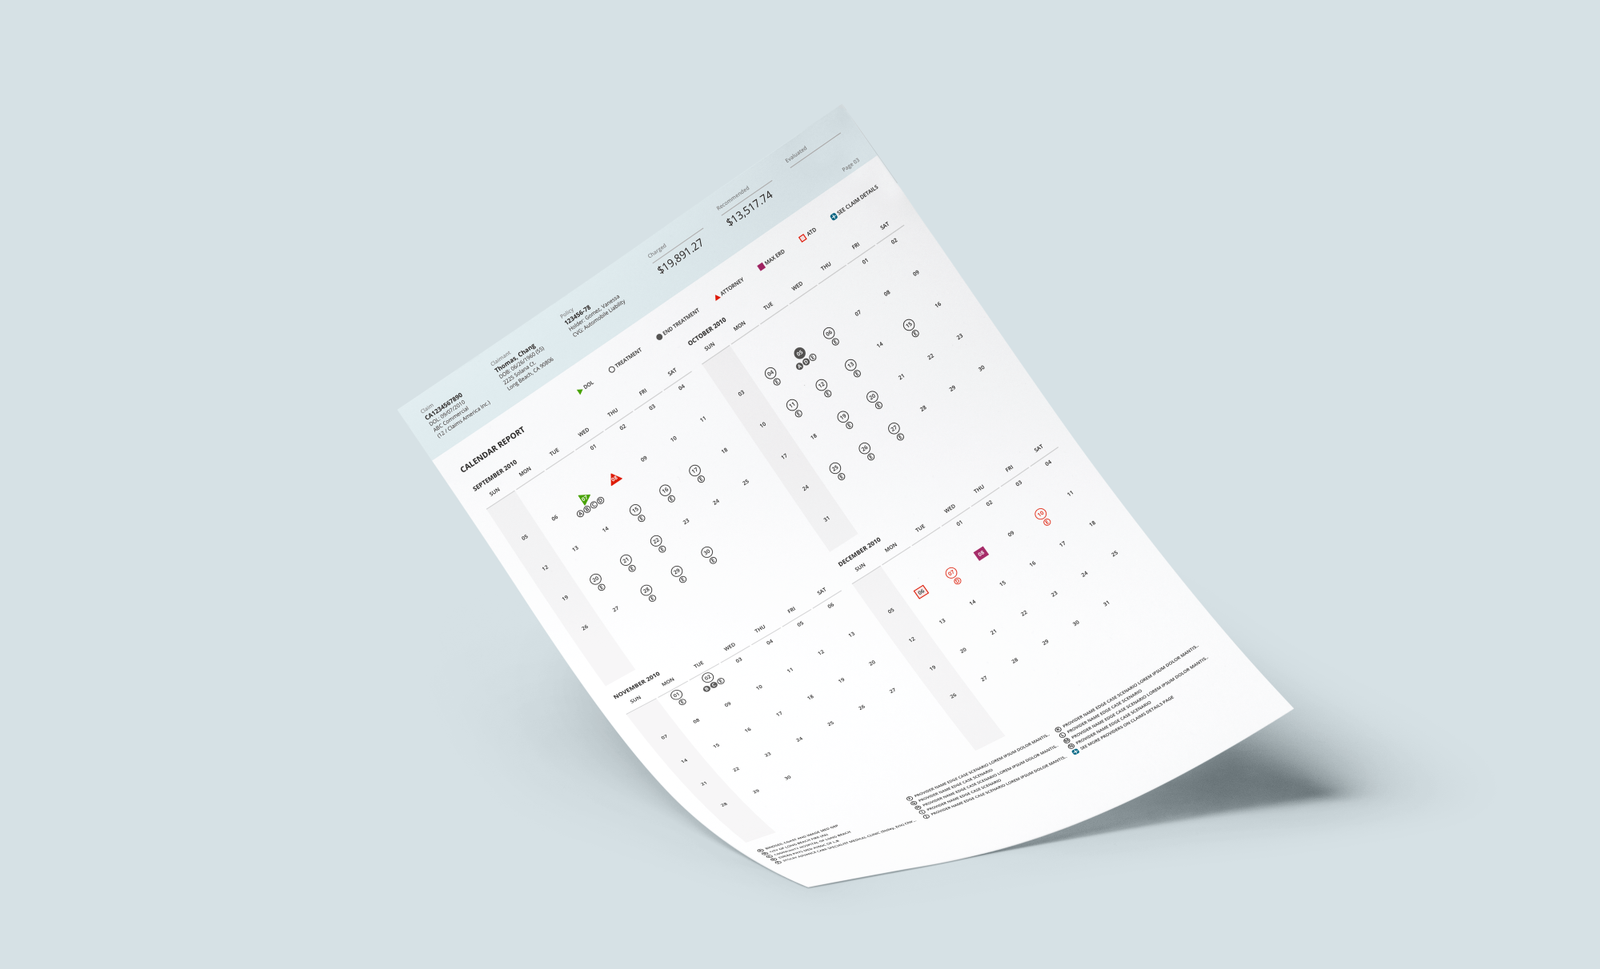 Claim
CA1234567890
DOL: 09/07/2010
ABC Commercial
(12 / Claims America Inc.)
Claimant
Thomas, Chang
DOB: 06/26/1960 (55)
2225 Solana Ct.
Long Beach, CA 90806
Policy
123456-78
Holder: Gomez, Vanessa
CVG: Automobile Liability
Charged
$19,891.27
Recommended
$13,517.74
Evaluated
Page 03
CALENDAR REPORT
DOL
TREATMENT
END TREATMENT
ATTORNEY
MAX ERD
ATD
SEE CLAIM DETAILS
SEPTEMBER 2010
SUN MON TUE WED THU FRI SAT
01 02 03 04
05 06 07 08 09 10 11
A B C D
12 13 14 15 16 17 18
E E E
19 20 21 22 23 24 25
E E E
26 27 28 29 30
E E E
OCTOBER 2010
SUN MON TUE WED THU FRI SAT
01 02
03 04 05 06 07 08 09
E A D E E
10 11 12 13 14 15 16
E E E E
17 18 19 20 21 22 23
E E
24 25 26 27 28 29 30
E E E
31
NOVEMBER 2010
SUN MON TUE WED THU FRI SAT
01 02 03 04 05 06
E E
07 08 09 10 11 12 13
14 15 16 17 18 19 20
21 22 23 24 25 26 27
28 29 30
DECEMBER 2010
SUN MON TUE WED THU FRI SAT
01 02 03 04
05 06 07 08 09 10 11
D E
12 13 14 15 16 17 18
19 20 21 22 23 24 25
26 27 28 29 30 31
PROVIDER NAME EDGE CASE SCENARIO LOREM IPSUM DOLOR MANTIS..
PROVIDER NAME EDGE CASE SCENARIO
PROVIDER NAME EDGE CASE SCENARIO LOREM IPSUM DOLOR MANTIS..
PROVIDER NAME EDGE CASE SCENARIO
PROVIDER NAME EDGE CASE SCENARIO LOREM IPSUM DOLOR MANTIS..
PROVIDER NAME EDGE CASE SCENARIO LOREM IPSUM DOLOR MANTIS..
PROVIDER NAME EDGE CASE SCENARIO
PROVIDER NAME EDGE CASE SCENARIO LOREM IPSUM DOLOR MANTIS..
PROVIDER NAME EDGE CASE SCENARIO
PROVIDER NAME EDGE CASE SCENARIO
SEE MORE PROVIDERS ON CLAIMS DETAILS PAGE